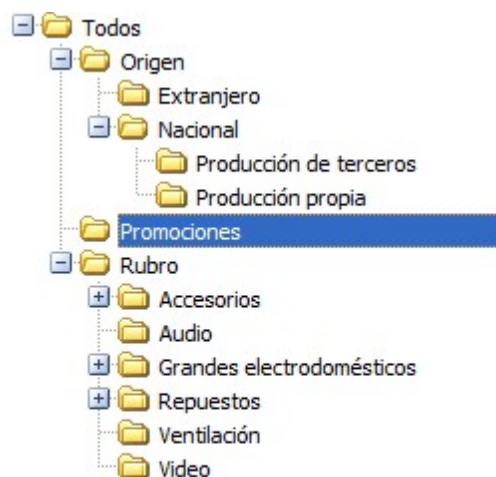 Todos
Origen
Extranjero
Nacional
Producción de terceros
Producción propia
Promociones
Rubro
Accesorios
Audio
Grandes electrodomésticos
Repuestos
Ventilación
Video